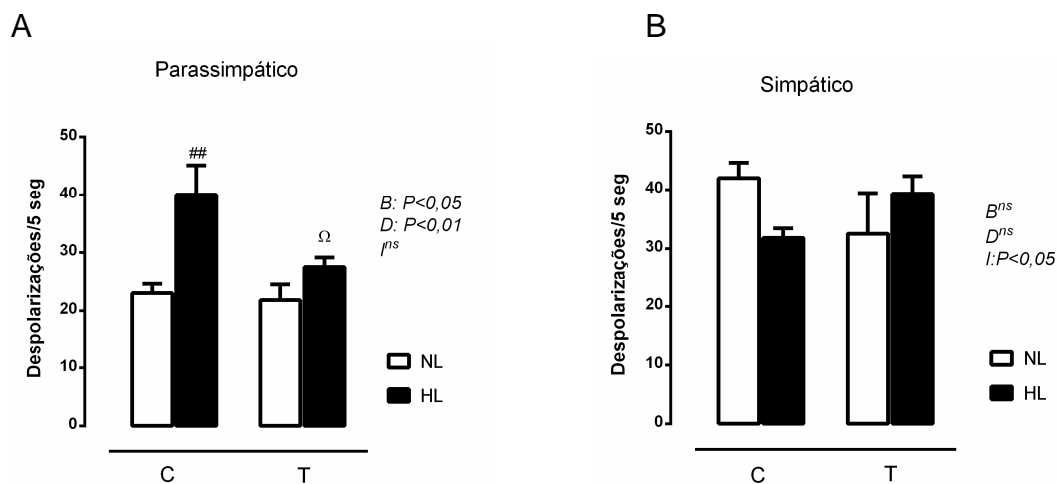 A
Parassimpático
Despolarizações/5 seg
50
40
30
20
10
0
##
Ω
B: P<0,05
D: P<0,01
I^ns
NL
HL
C
T
B
Simpático
Despolarizações/5 seg
50
40
30
20
10
0
B^ns
D^ns
I:P<0,05
NL
HL
C
T